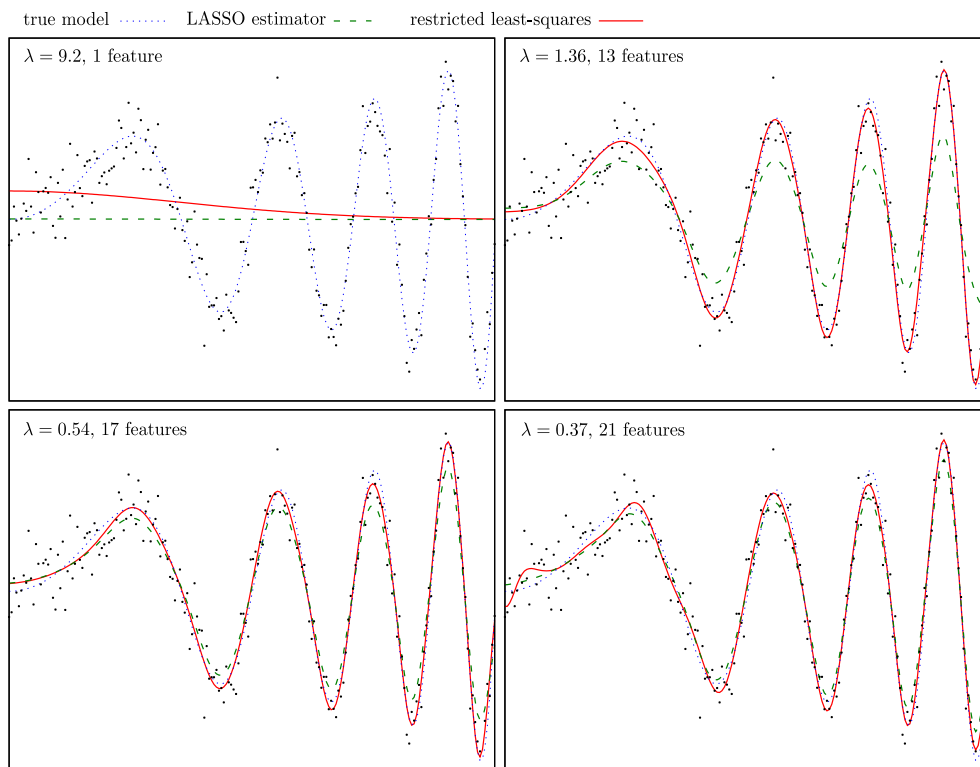 true model LASSO estimator restricted least-squares
λ = 9.2, 1 feature
λ = 1.36, 13 features
λ = 0.54, 17 features
λ = 0.37, 21 features